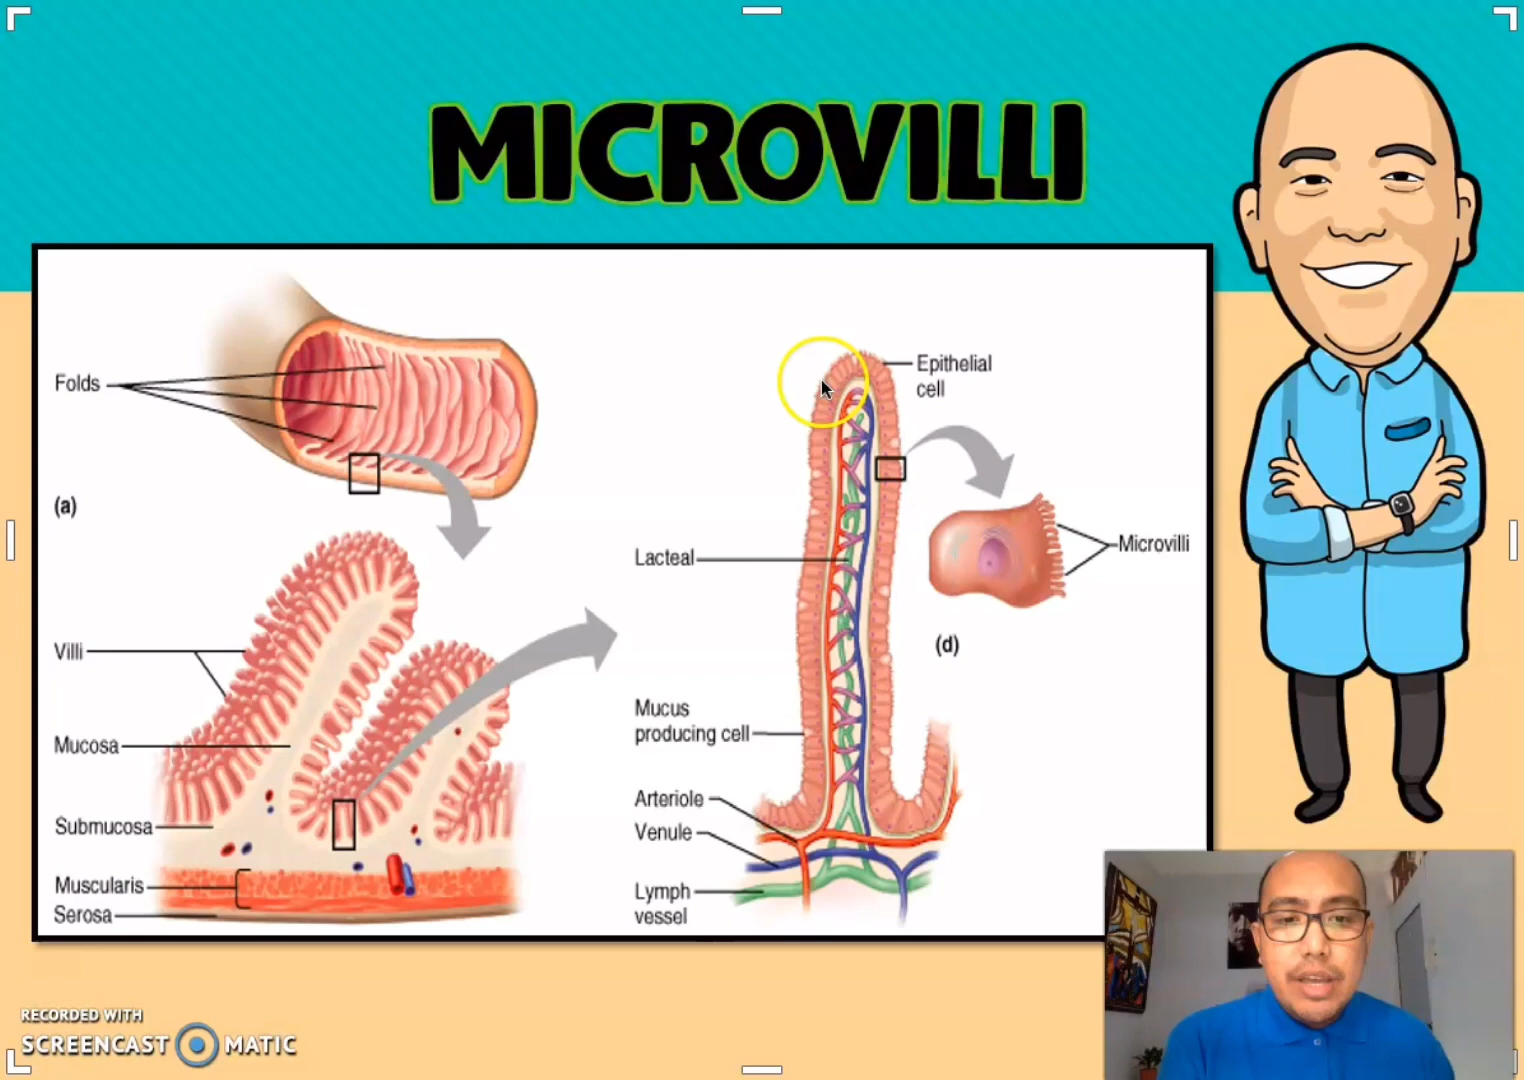 MICROVILLI
Folds
(a)
Villi
Mucosa
Submucosa
Muscularis
Serosa
Epithelial
cell
Lacteal
Microvilli
(d)
Mucus
producing cell
Arteriole
Venule
Lymph
vessel
RECORDED WITH
SCREENCAST MATIC